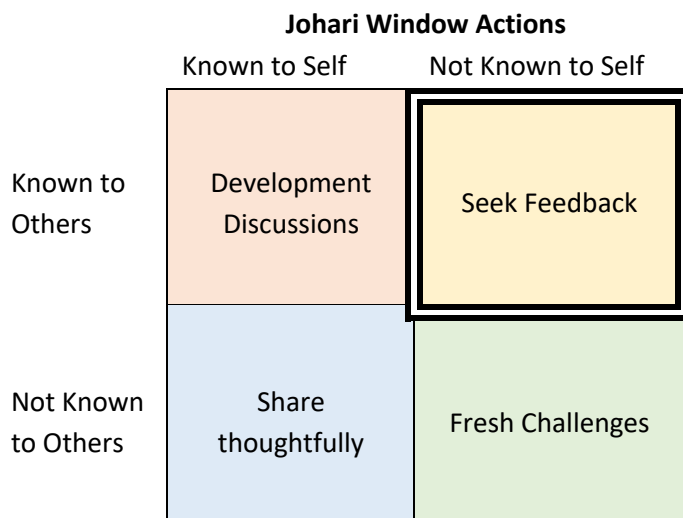 Johari Window Actions
Known to Self Not Known to Self
Known to
Others
Development
Discussions
Seek Feedback
Not Known
to Others
Share
thoughtfully
Fresh Challenges